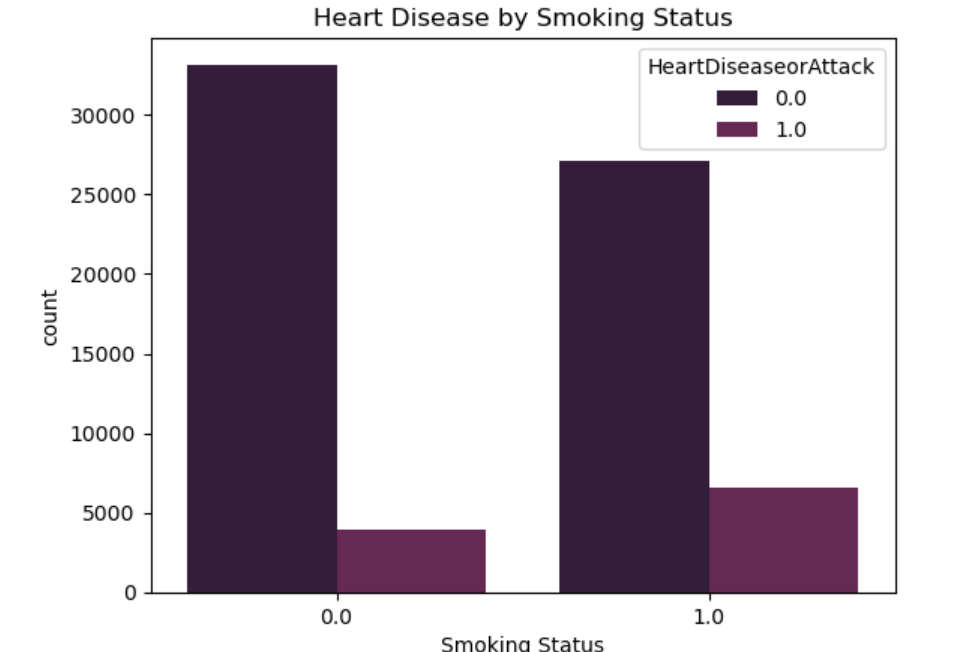 Heart Disease by Smoking Status
HeartDiseaseorAttack
0.0
1.0
30000
25000
20000
15000
10000
5000
0
count
0.0 1.0
Smoking Status